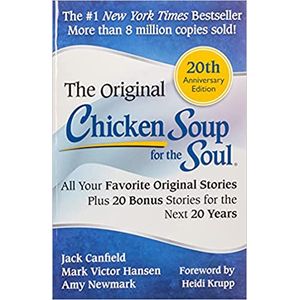 The #1 New York Times Bestseller
More than 8 million copies sold!
20th
Anniversary
Edition
The Original
Chicken Soup
for the Soul®
All Your Favorite Original Stories
Plus 20 Bonus Stories for the
Next 20 Years
Jack Canfield
Mark Victor Hansen
Amy Newmark
Foreword by
Heidi Krupp